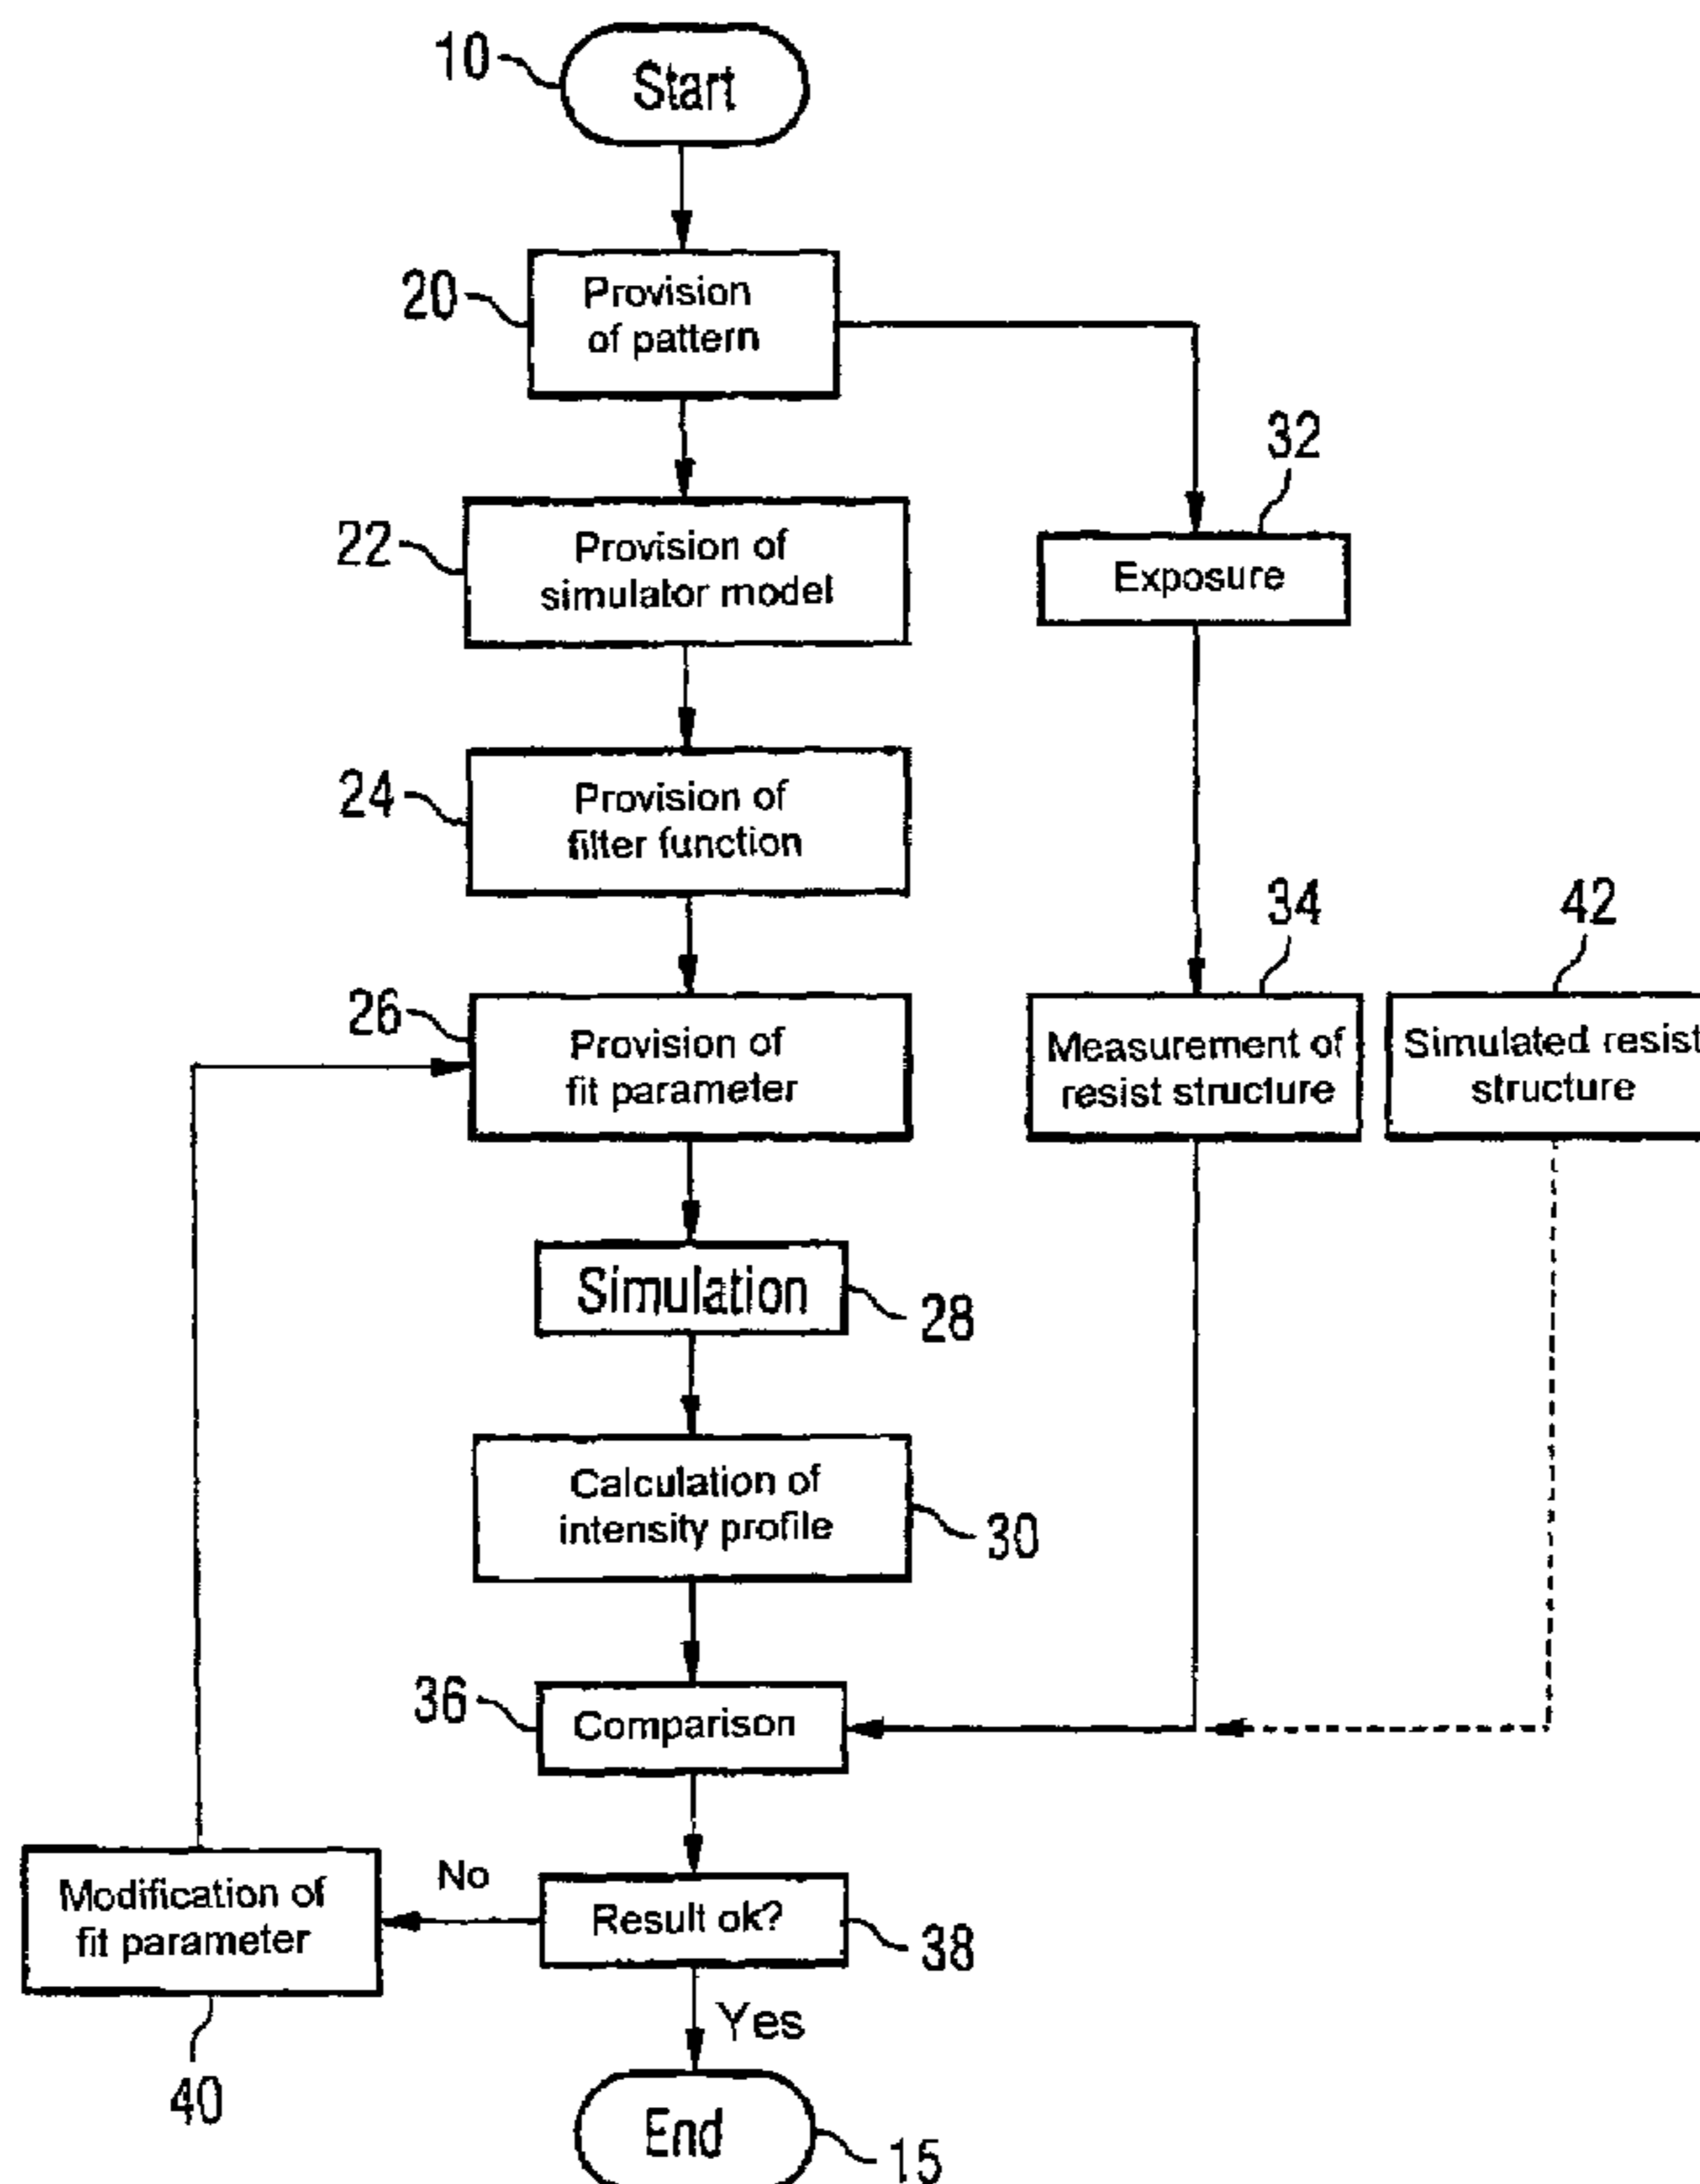 10
Start
20
Provision
of pattern
32
22
Provision of
simulator model
Exposure
24
Provision of
filter function
34
42
26
Provision of
fit parameter
Measurement of
resist structure
Simulated resist
structure
Simulation
28
Calculation of
intensity profile
30
36
Comparison
Modification of
fit parameter
No
Result ok?
38
Yes
40
End
15